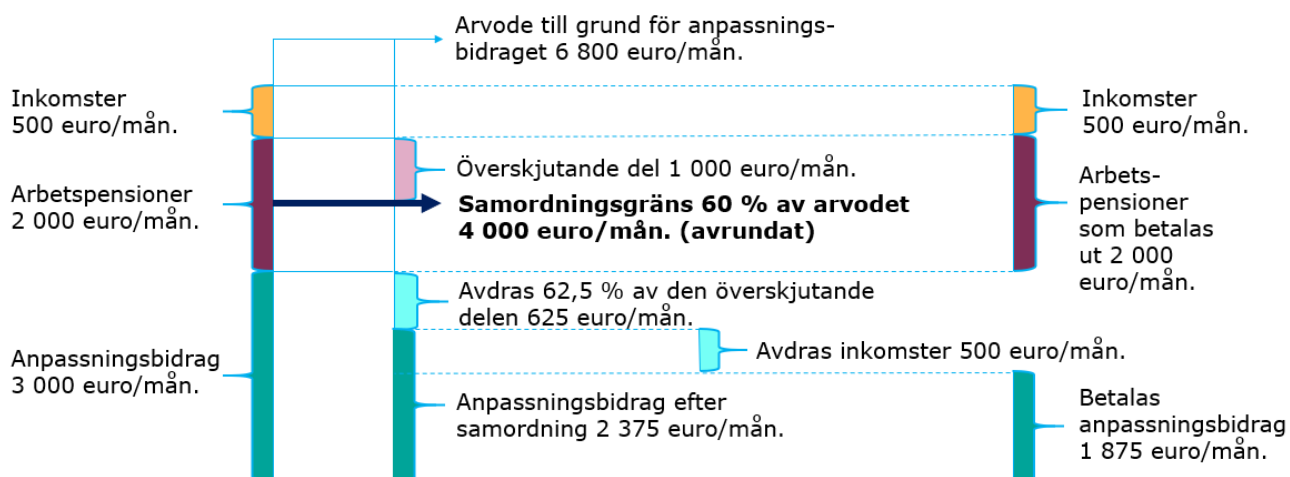 Arvode till grund för anpassnings-
bidraget 6 800 euro/mån.
Inkomster
500 euro/mån.
Inkomster
500 euro/mån.
Överskjutande del 1 000 euro/mån.
Arbetspensioner
2 000 euro/mån.
Samordningsgräns 60 % av arvodet
4 000 euro/mån. (avrundat)
Arbets-
pensioner
som betalas
ut 2 000
euro/mån.
Avdras 62,5 % av den överskjutande
delen 625 euro/mån.
Avdras inkomster 500 euro/mån.
Anpassningsbidrag
3 000 euro/mån.
Anpassningsbidrag efter
samordning 2 375 euro/mån.
Betalas
anpassningsbidrag
1 875 euro/mån.